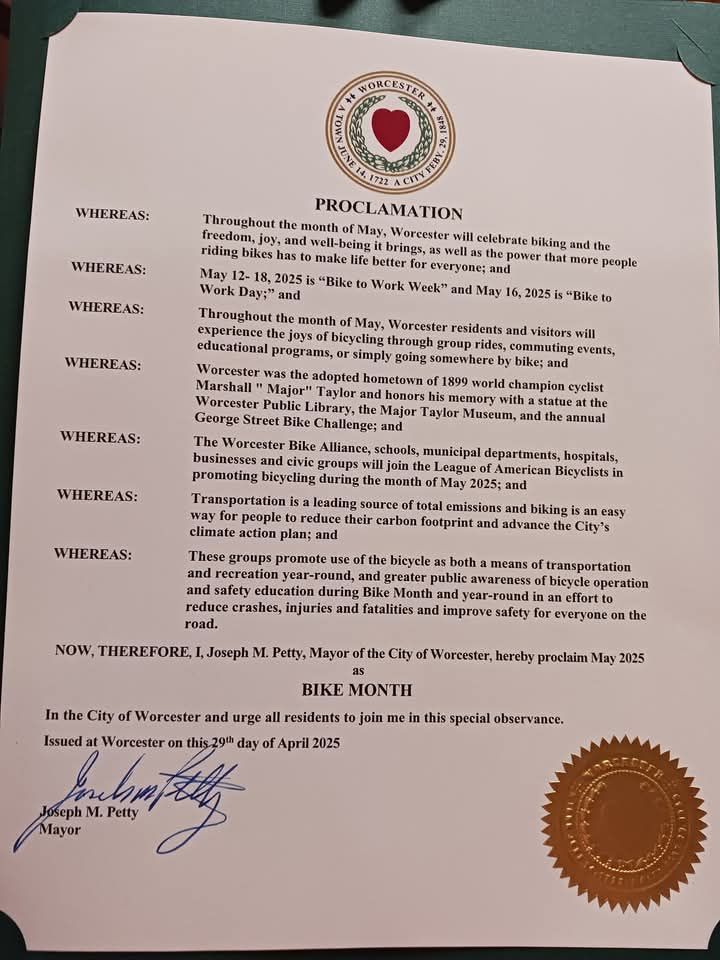 WORCESTER
A TOWN JUNE 14, 1722 A CITY FEBY. 29, 1848
PROCLAMATION
WHEREAS: Throughout the month of May, Worcester will celebrate biking and the
freedom, joy, and well-being it brings, as well as the power that more people
riding bikes has to make life better for everyone; and
WHEREAS: May 12- 18, 2025 is “Bike to Work Week” and May 16, 2025 is “Bike to
Work Day;” and
WHEREAS: Throughout the month of May, Worcester residents and visitors will
experience the joys of bicycling through group rides, commuting events,
educational programs, or simply going somewhere by bike; and
WHEREAS: Worcester was the adopted hometown of 1899 world champion cyclist
Marshall " Major" Taylor and honors his memory with a statue at the
Worcester Public Library, the Major Taylor Museum, and the annual
George Street Bike Challenge; and
WHEREAS: The Worcester Bike Alliance, schools, municipal departments, hospitals,
businesses and civic groups will join the League of American Bicyclists in
promoting bicycling during the month of May 2025; and
WHEREAS: Transportation is a leading source of total emissions and biking is an easy
way for people to reduce their carbon footprint and advance the City’s
climate action plan; and
WHEREAS: These groups promote use of the bicycle as both a means of transportation
and recreation year-round, and greater public awareness of bicycle operation
and safety education during Bike Month and year-round in an effort to
reduce crashes, injuries and fatalities and improve safety for everyone on the
road.
NOW, THEREFORE, I, Joseph M. Petty, Mayor of the City of Worcester, hereby proclaim May 2025
as
BIKE MONTH
In the City of Worcester and urge all residents to join me in this special observance.
Issued at Worcester on this 29th day of April 2025
Joseph M. Petty
Joseph M. Petty
Mayor